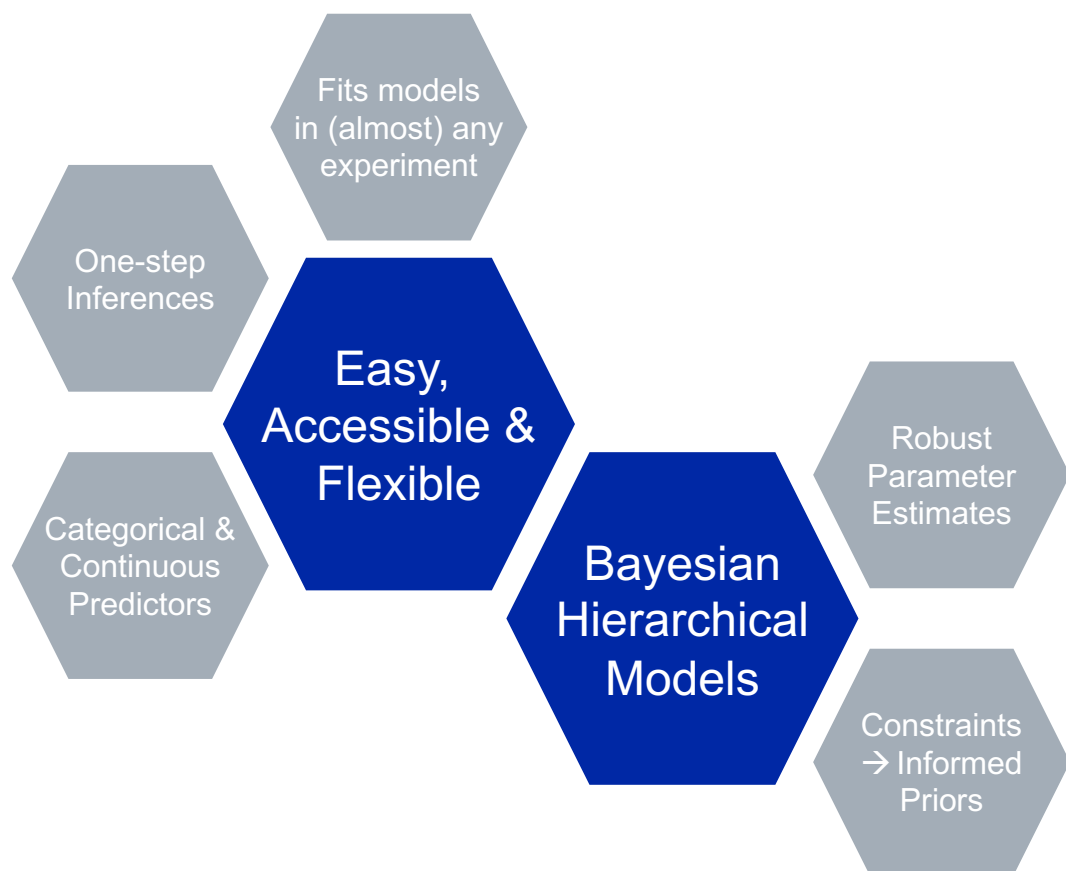 Fits models
in (almost) any
experiment
One-step
Inferences
Easy,
Accessible &
Flexible
Categorical &
Continuous
Predictors
Robust
Parameter
Estimates
Bayesian
Hierarchical
Models
Constraints
→ Informed
Priors